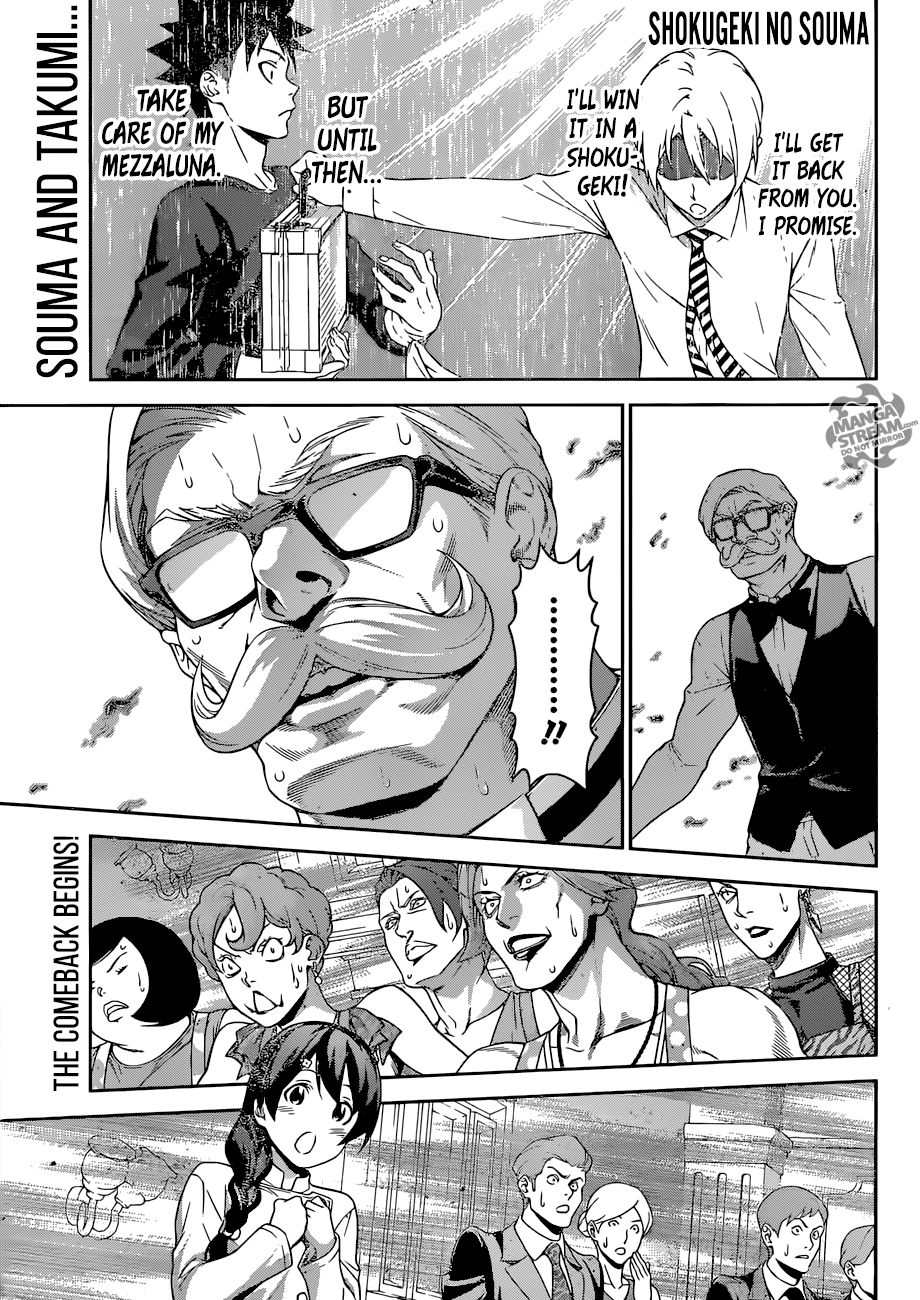 SHOKUGEKI NO SOUMA
I'LL GET
IT BACK
FROM YOU.
I PROMISE.
I'LL WIN
IT IN A
SHOKU-
GEKI!
BUT
UNTIL
THEN...
TAKE
CARE OF MY
MEZZALUNA.
SOUMA AND TAKUMI...
MANGA
STREAM.com
DO NOT MIRROR!
.........!!
THE COMEBACK BEGINS!